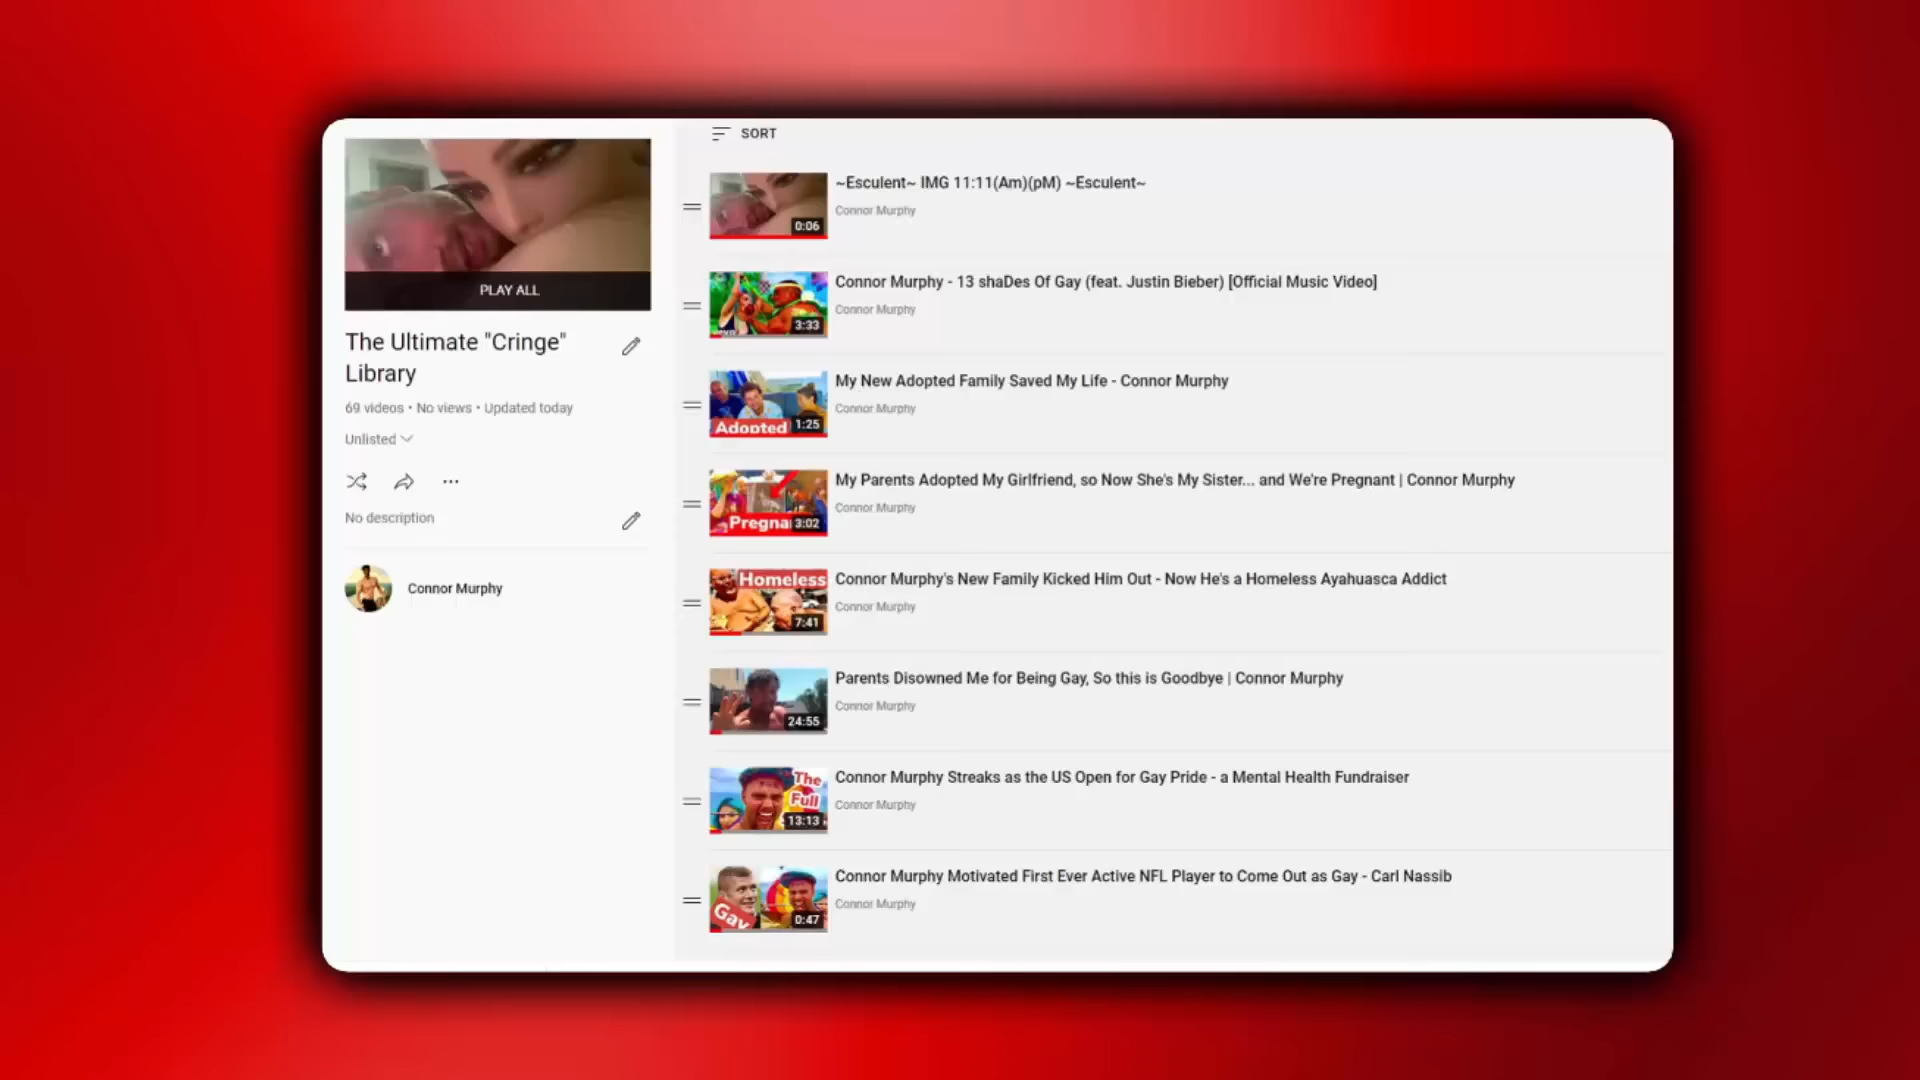 PLAY ALL
The Ultimate "Cringe"
Library
69 videos • No views • Updated today
Unlisted
No description
Connor Murphy
SORT
~Esculent~ IMG 11:11(Am)(pM) ~Esculent~
Connor Murphy
0:06
Connor Murphy - 13 shaDes Of Gay (feat. Justin Bieber) [Official Music Video]
Connor Murphy
3:33
My New Adopted Family Saved My Life - Connor Murphy
Connor Murphy
Adopted 1:25
My Parents Adopted My Girlfriend, so Now She's My Sister... and We're Pregnant | Connor Murphy
Connor Murphy
Pregna 3:02
Homeless
Connor Murphy's New Family Kicked Him Out - Now He's a Homeless Ayahuasca Addict
Connor Murphy
7:41
Parents Disowned Me for Being Gay, So this is Goodbye | Connor Murphy
Connor Murphy
24:55
The
Full
Connor Murphy Streaks as the US Open for Gay Pride - a Mental Health Fundraiser
Connor Murphy
13:13
Connor Murphy Motivated First Ever Active NFL Player to Come Out as Gay - Carl Nassib
Connor Murphy
Gay 0:47